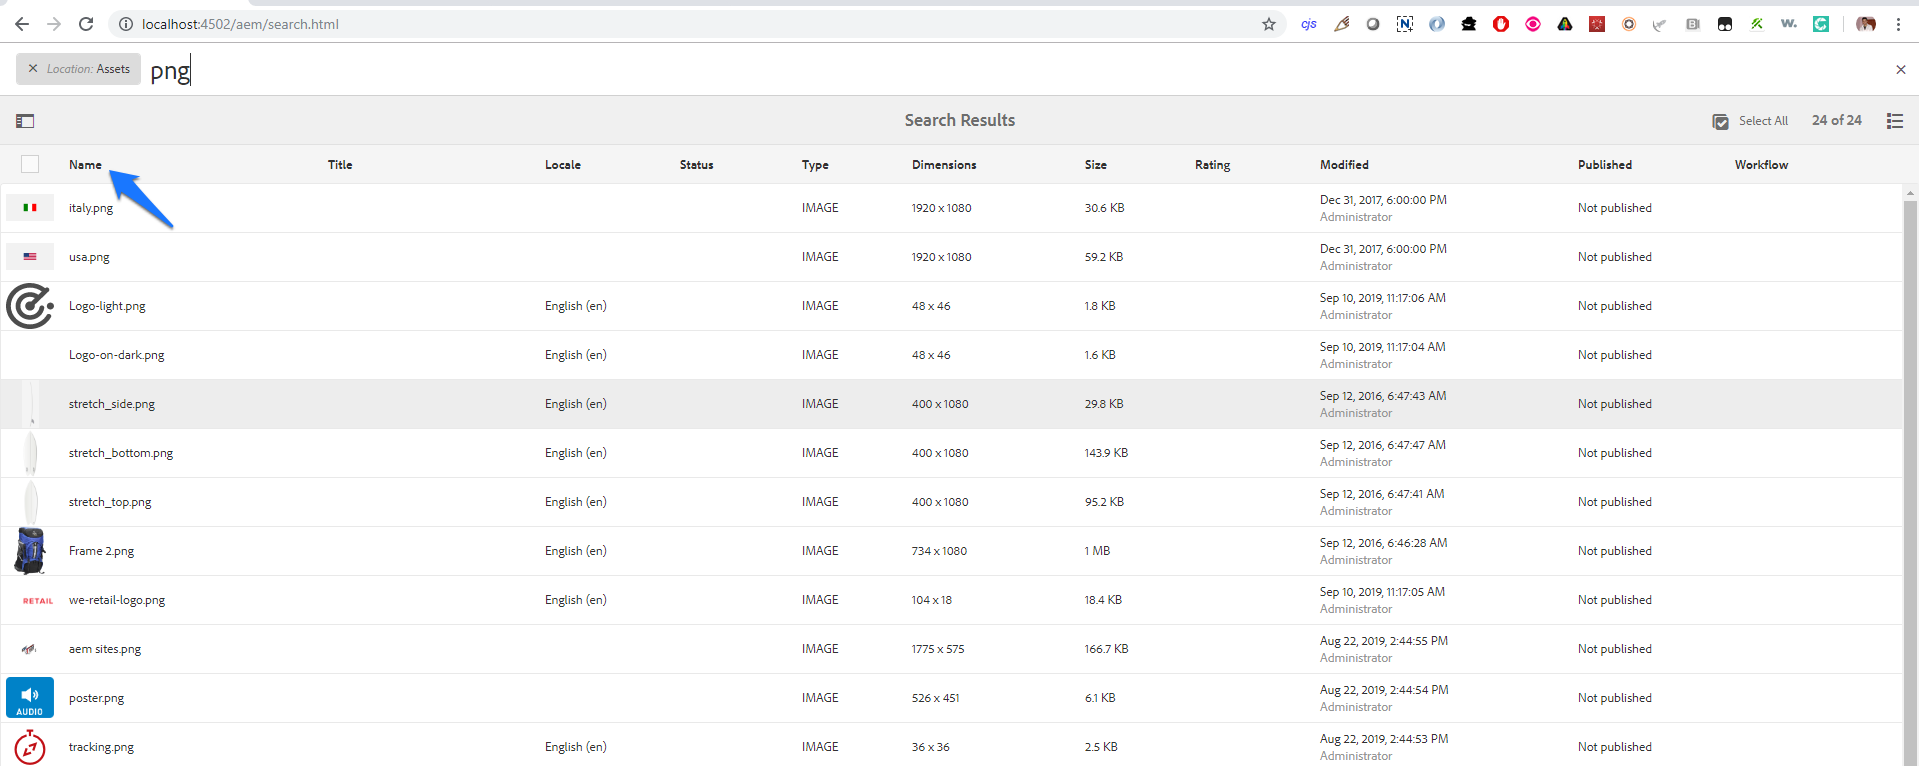 localhost:4502/aem/search.html
cjs
N
w.
× Location: Assets png ×
Search Results Select All 24 of 24
Name Title Locale Status Type Dimensions Size Rating Modified Published Workflow
italy.png IMAGE 1920 x 1080 30.6 KB Dec 31, 2017, 6:00:00 PM Not published
Administrator
usa.png IMAGE 1920 x 1080 59.2 KB Dec 31, 2017, 6:00:00 PM Not published
Administrator
Logo-light.png English (en) IMAGE 48 x 46 1.8 KB Sep 10, 2019, 11:17:06 AM Not published
Administrator
Logo-on-dark.png English (en) IMAGE 48 x 46 1.6 KB Sep 10, 2019, 11:17:04 AM Not published
Administrator
stretch_side.png English (en) IMAGE 400 x 1080 29.8 KB Sep 12, 2016, 6:47:43 AM Not published
Administrator
stretch_bottom.png English (en) IMAGE 400 x 1080 143.9 KB Sep 12, 2016, 6:47:47 AM Not published
Administrator
stretch_top.png English (en) IMAGE 400 x 1080 95.2 KB Sep 12, 2016, 6:47:41 AM Not published
Administrator
Frame 2.png English (en) IMAGE 734 x 1080 1 MB Sep 12, 2016, 6:46:28 AM Not published
Administrator
RETAIL we-retail-logo.png English (en) IMAGE 104 x 18 18.4 KB Sep 10, 2019, 11:17:05 AM Not published
Administrator
aem sites.png IMAGE 1775 x 575 166.7 KB Aug 22, 2019, 2:44:55 PM Not published
Administrator
AUDIO poster.png IMAGE 526 x 451 6.1 KB Aug 22, 2019, 2:44:54 PM Not published
Administrator
tracking.png English (en) IMAGE 36 x 36 2.5 KB Aug 22, 2019, 2:44:53 PM Not published
Administrator